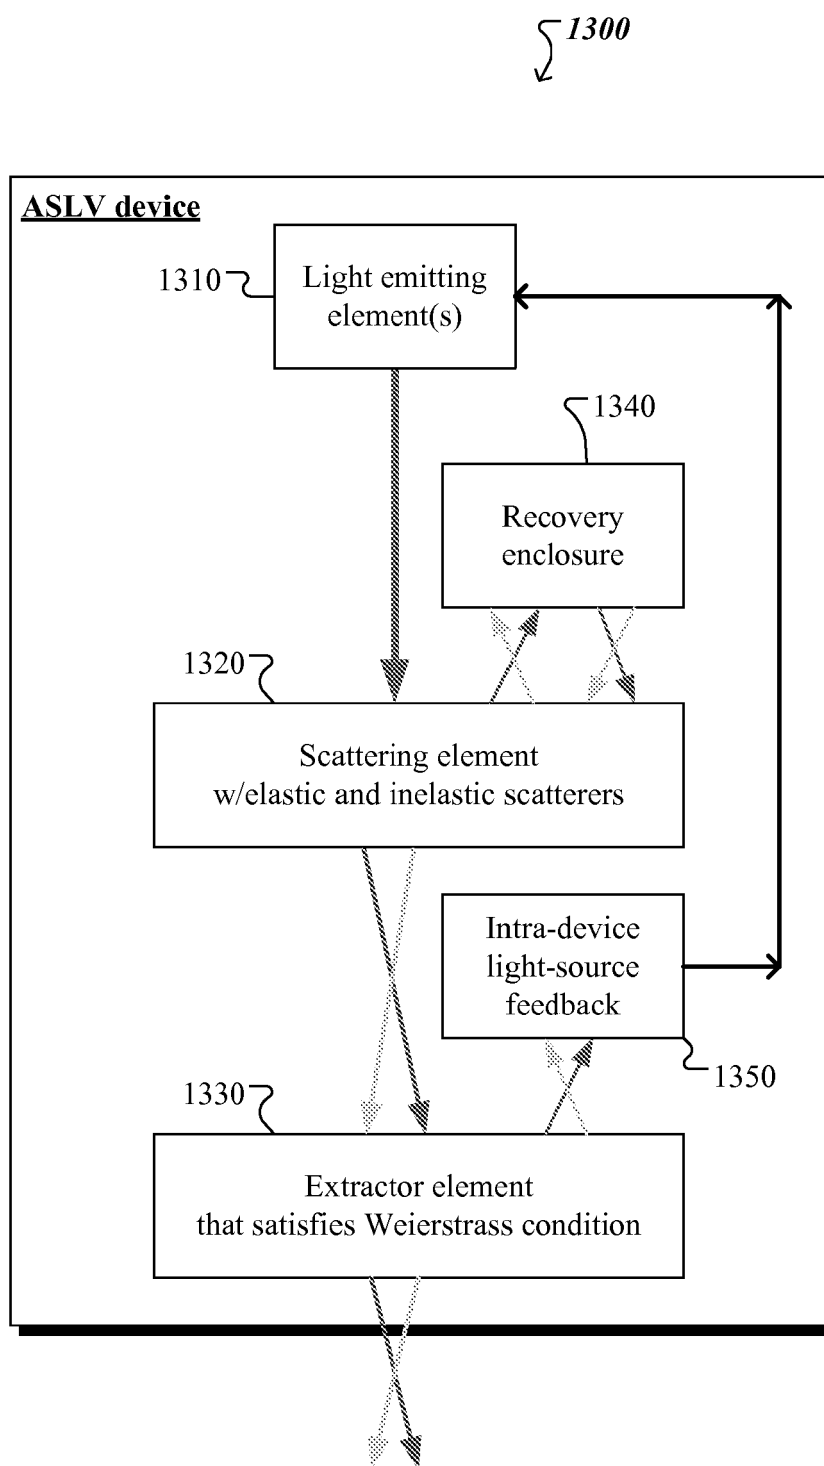 1300
ASLV device
1310
Light emitting
element(s)
1340
Recovery
enclosure
1320
Scattering element
w/elastic and inelastic scatterers
Intra-device
light-source
feedback
1350
1330
Extractor element
that satisfies Weierstrass condition